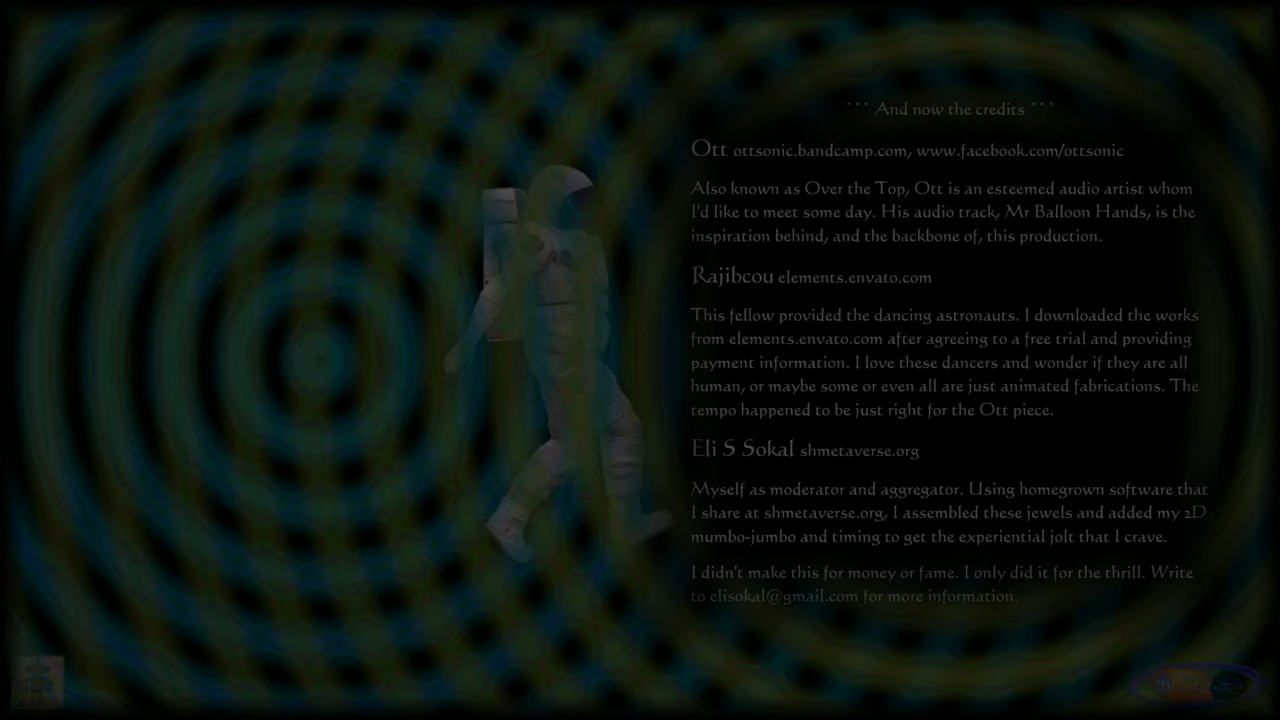 *** And now the credits ***
Ott ottsonic.bandcamp.com, www.facebook.com/ottsonic
Also known as Over the Top, Ott is an esteemed audio artist whom
I'd like to meet some day. His audio track, Mr Balloon Hands, is the
inspiration behind, and the backbone of, this production.
Rajibcou elements.envato.com
This fellow provided the dancing astronauts. I downloaded the works
from elements.envato.com after agreeing to a free trial and providing
payment information. I love these dancers and wonder if they are all
human, or maybe some or even all are just animated fabrications. The
tempo happened to be just right for the Ott piece.
Eli S Sokal shmetaverse.org
Myself as moderator and aggregator. Using homegrown software that
I share at shmetaverse.org, I assembled these jewels and added my 2D
mumbo-jumbo and timing to get the experiential jolt that I crave.
I didn't make this for money or fame. I only did it for the thrill. Write
to elisokal@gmail.com for more information.